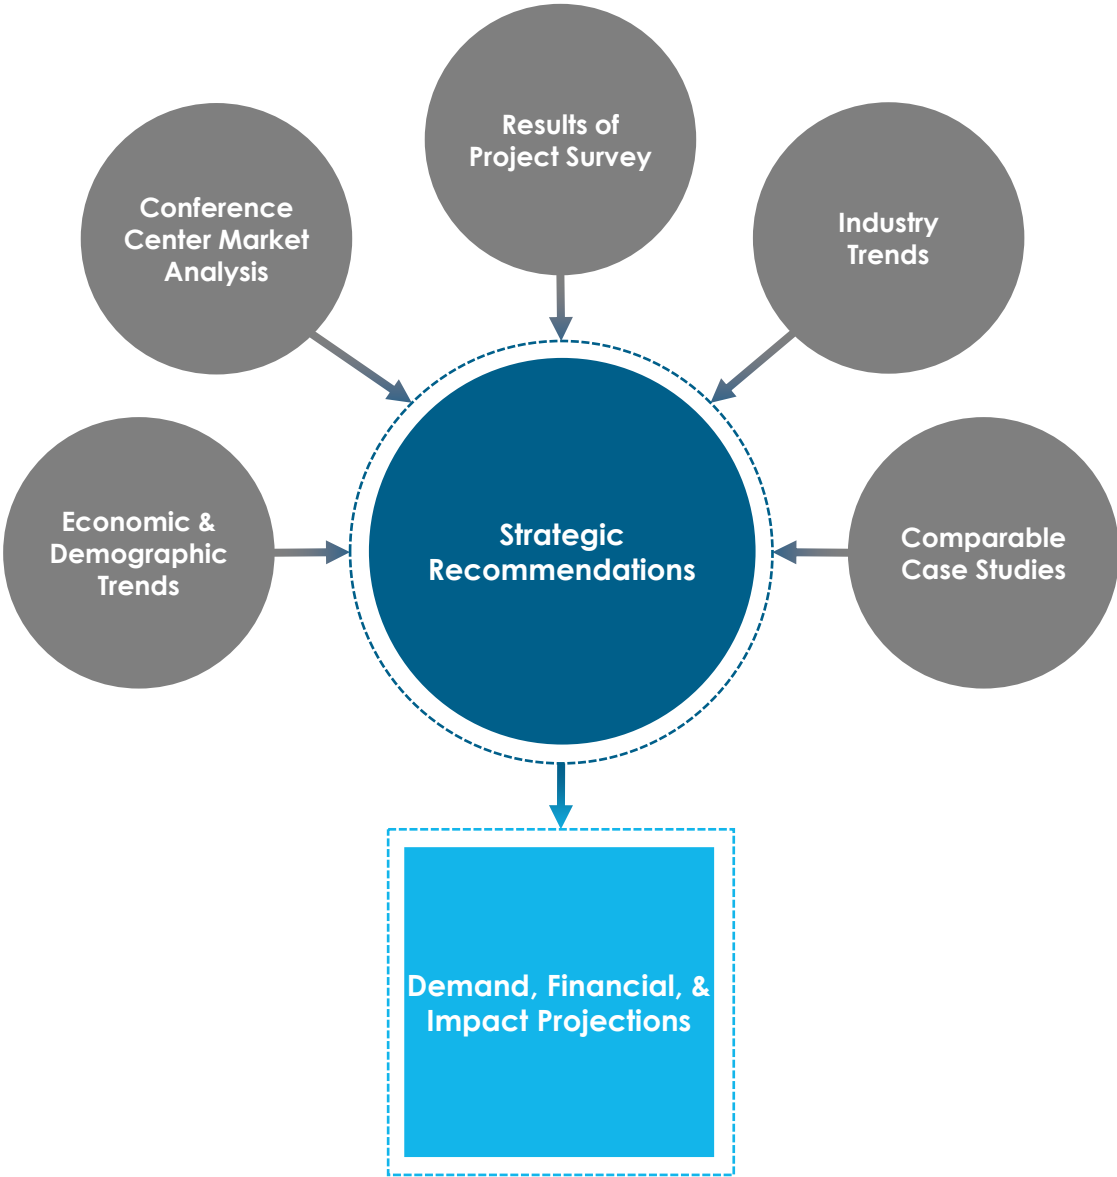 Results of
Project Survey
Conference
Center Market
Analysis
Industry
Trends
Economic &
Demographic
Trends
Strategic
Recommendations
Comparable
Case Studies
Demand, Financial, &
Impact Projections